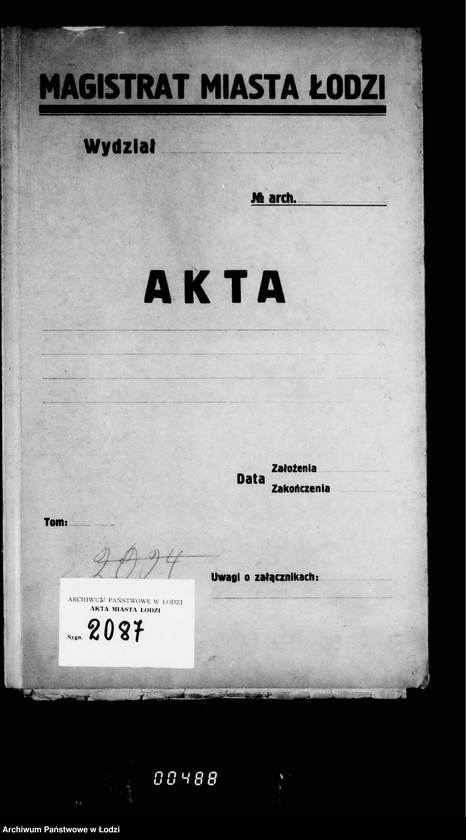 MAGISTRAT MIASTA ŁODZI
Wydział
№ arch.
AKTA
Data Założenia
Zakończenia
Tom:
Uwagi o załącznikach:
ARCHIWUM PAŃSTWOWE W ŁODZI
AKTA MIASTA ŁODZI
Sygn. 2087
00488
Archiwum Państwowe w Łodzi